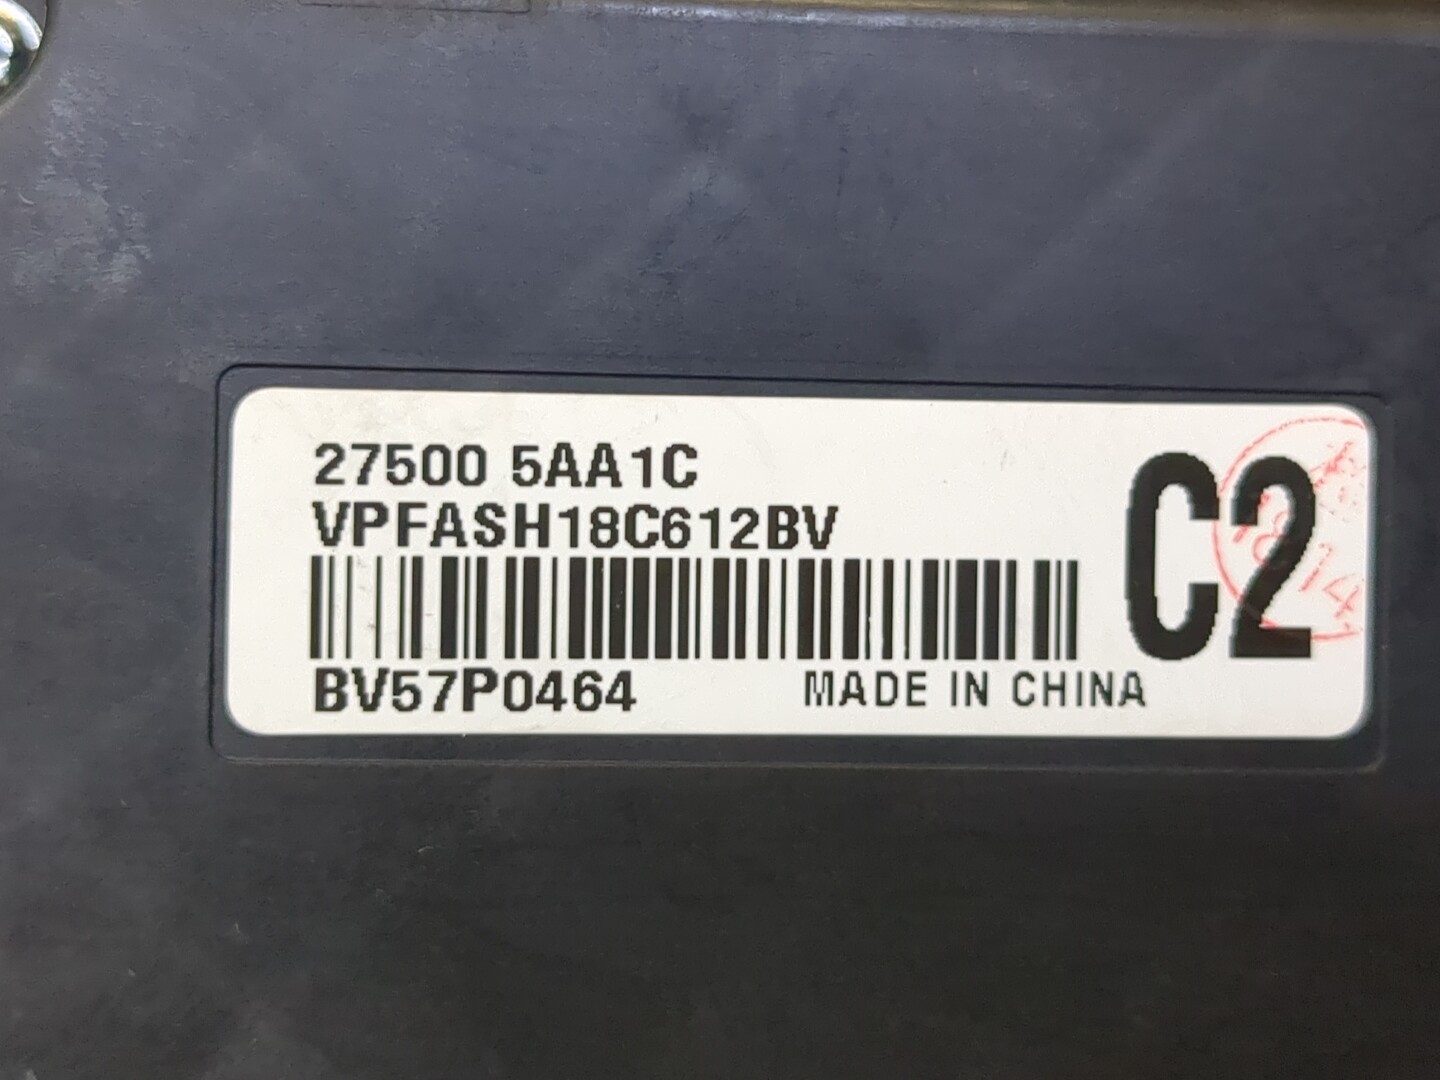 27500 5AA1C
VPFASH18C612BV
C2
BV57P0464
MADE IN CHINA